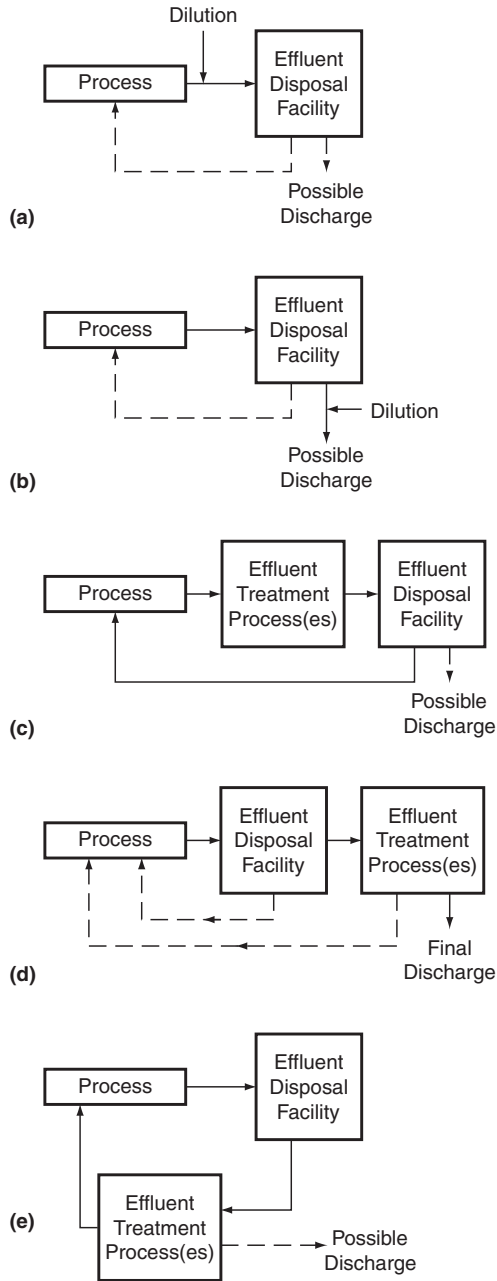 Dilution
Process
Effluent
Disposal
Facility
Possible
Discharge
(a)
Process
Effluent
Disposal
Facility
Dilution
Possible
Discharge
(b)
Process
Effluent
Treatment
Process(es)
Effluent
Disposal
Facility
Possible
Discharge
(c)
Process
Effluent
Disposal
Facility
Effluent
Treatment
Process(es)
Final
Discharge
(d)
Process
Effluent
Disposal
Facility
Effluent
Treatment
Process(es)
Possible
Discharge
(e)